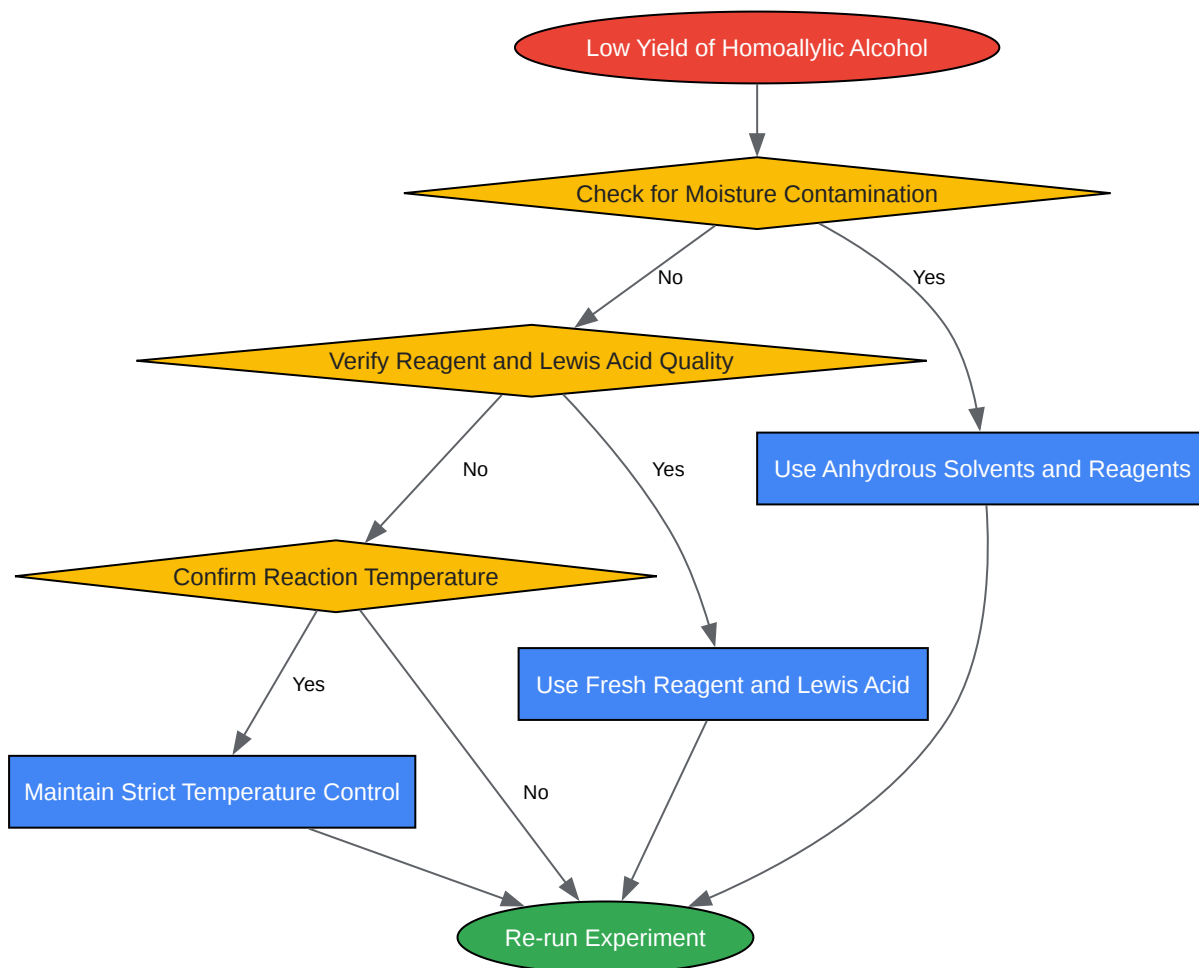 Low Yield of Homoallylic Alcohol
Check for Moisture Contamination
No
Yes
Verify Reagent and Lewis Acid Quality
No
Yes
Use Anhydrous Solvents and Reagents
Confirm Reaction Temperature
Yes
Use Fresh Reagent and Lewis Acid
Maintain Strict Temperature Control
No
Re-run Experiment